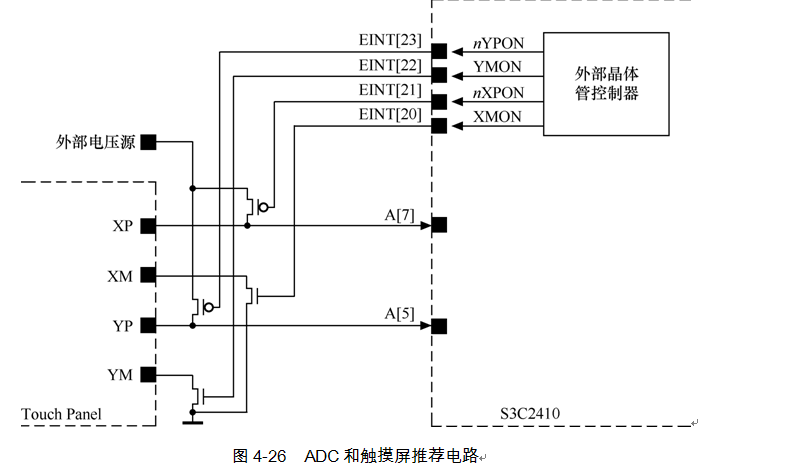 EINT[23]
nYPON
EINT[22]
YMON
EINT[21]
nXPON
EINT[20]
XMON
外部晶体
管控制器
外部电压源
XP
A[7]
XM
YP
A[5]
YM
Touch Panel
S3C2410
图 4-26 ADC 和触摸屏推荐电路